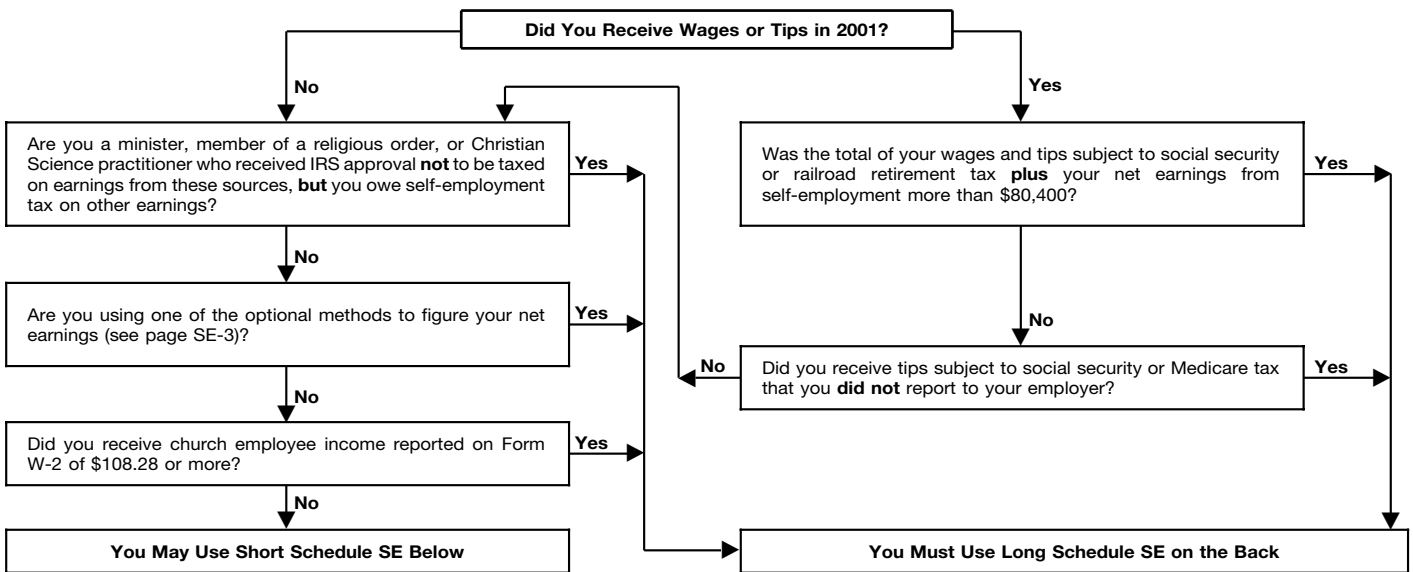 Did You Receive Wages or Tips in 2001?
No
Yes
Are you a minister, member of a religious order, or Christian
Science practitioner who received IRS approval not to be taxed
on earnings from these sources, but you owe self-employment
tax on other earnings?
Yes
Was the total of your wages and tips subject to social security
or railroad retirement tax plus your net earnings from
self-employment more than $80,400?
Yes
No
Are you using one of the optional methods to figure your net
earnings (see page SE-3)?
Yes
No
No
Did you receive tips subject to social security or Medicare tax
that you did not report to your employer?
Yes
No
Did you receive church employee income reported on Form
W-2 of $108.28 or more?
Yes
No
You May Use Short Schedule SE Below
You Must Use Long Schedule SE on the Back